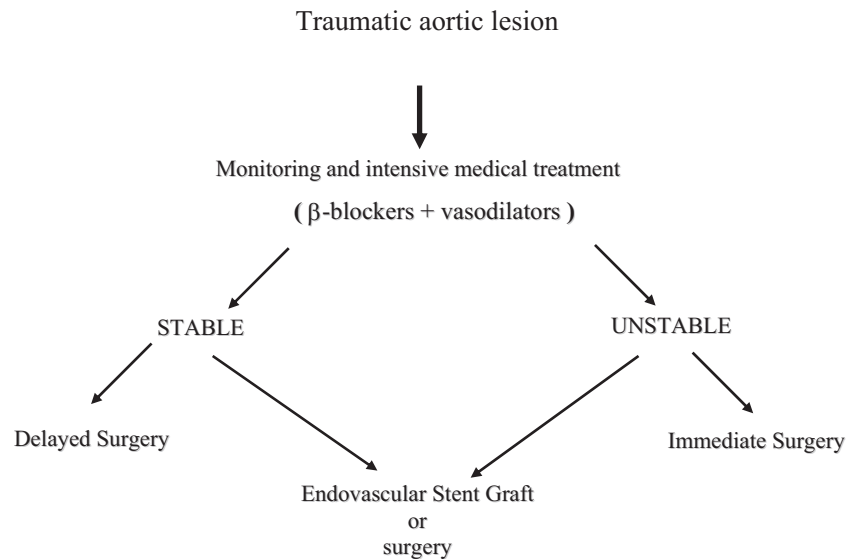 Traumatic aortic lesion
Monitoring and intensive medical treatment
( β-blockers + vasodilators )
STABLE
UNSTABLE
Delayed Surgery
Immediate Surgery
Endovascular Stent Graft
or
surgery